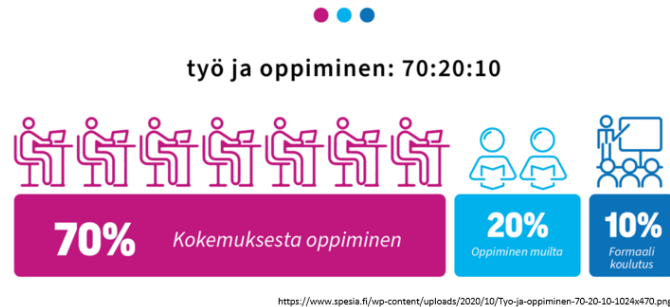 työ ja oppiminen: 70:20:10
70% Kokemuksesta oppiminen
20%
Oppiminen muilta
10%
Formaali
koulutus
https://www.spesia.fi/wp-content/uploads/2020/10/Tyo-ja-oppiminen-70-20-10-1024x470.png